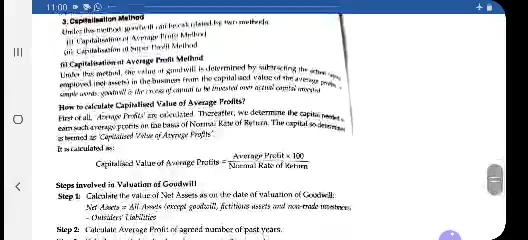 11:00
3. Capitalisation Method
Under this method, goodwill can be calculated by two methods:
(i) Capitalisation of Average Profit Method
(ii) Capitalisation of Super Profit Method
(i) Capitalisation of Average Profit Method
Under this method, the value of goodwill is determined by subtracting the actual
employed (net assets) in the business from the capitalised value of the average profits.
simple words, goodwill is the excess of capital to be invested over actual capital invested
How to calculate Capitalised Value of Average Profits?
First of all, 'Average Profits' are calculated. Thereafter, we determine the capital needed
earn such average profits on the basis of Normal Rate of Return. The capital so determined
is termed as 'Capitalised Value of Average Profits'.
It is calculated as:
Capitalised Value of Average Profits = Average Profit × 100
Normal Rate of Return
Steps involved in Valuation of Goodwill
Step 1: Calculate the value of Net Assets as on the date of valuation of Goodwill:
Net Assets = All Assets (except goodwill, fictitious assets and non-trade investments
– Outsiders' Liabilities
Step 2: Calculate Average Profit of agreed number of past years.